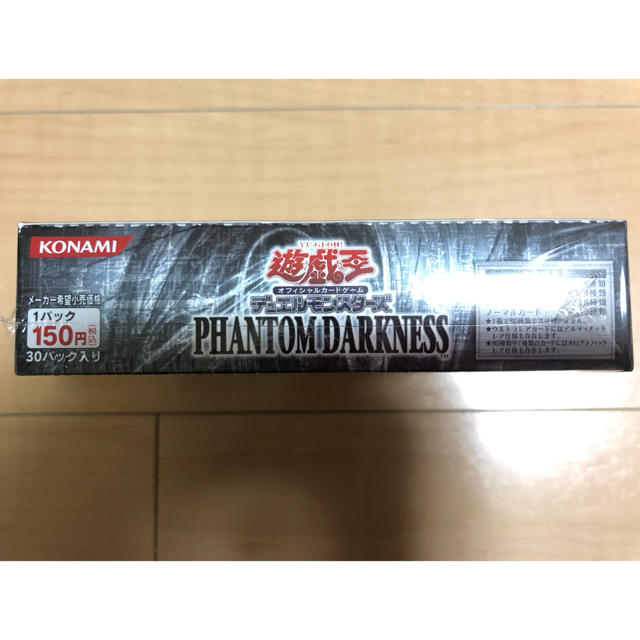 KONAMI
YU-GI-OH!
遊戯王
オフィシャルカードゲーム
デュエルモンスターズ
PHANTOM DARKNESS™
メーカー希望小売価格
1パック
150円 税込
30パック入り
ノーマルカード
★ウルトラレアカードにはアルティメット
レア仕様も存在します。
★80種類中1種類のカードにはホログラフィック
レア仕様も存在します。